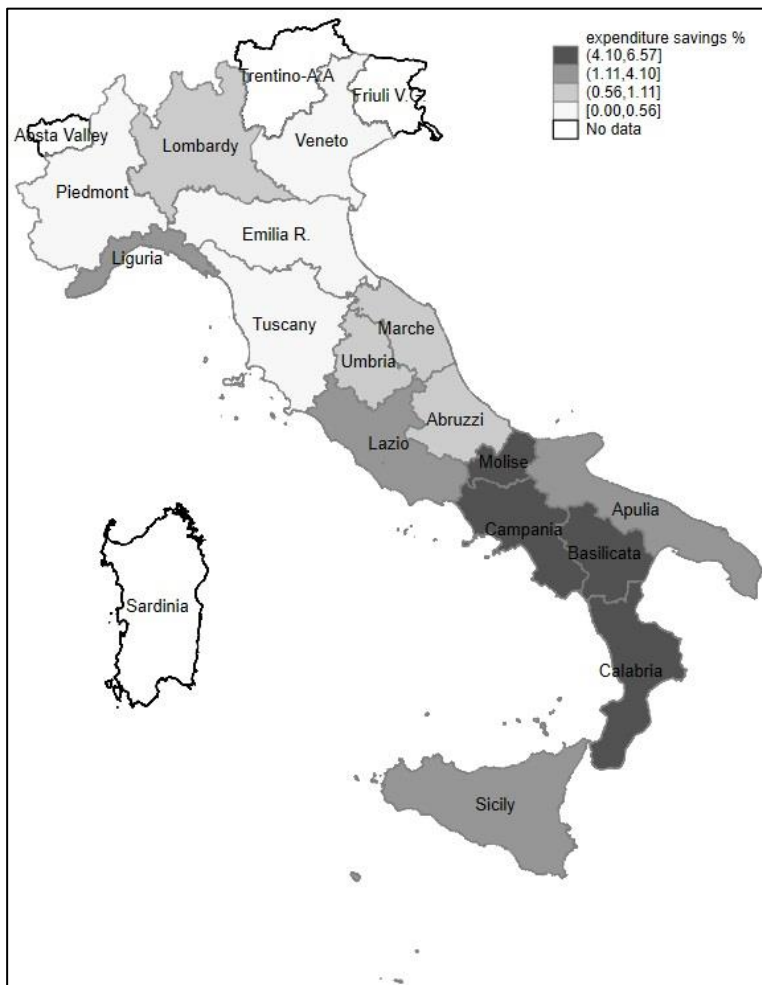 expenditure savings %
(4.10,6.57]
(1.11,4.10]
(0.56,1.11]
[0.00,0.56]
No data
Trentino-A.A
Friuli V.G.
Aosta Valley
Lombardy
Veneto
Piedmont
Emilia R.
Liguria
Tuscany
Marche
Umbria
Abruzzi
Lazio
Molise
Apulia
Campania
Basilicata
Sardinia
Calabria
Sicily